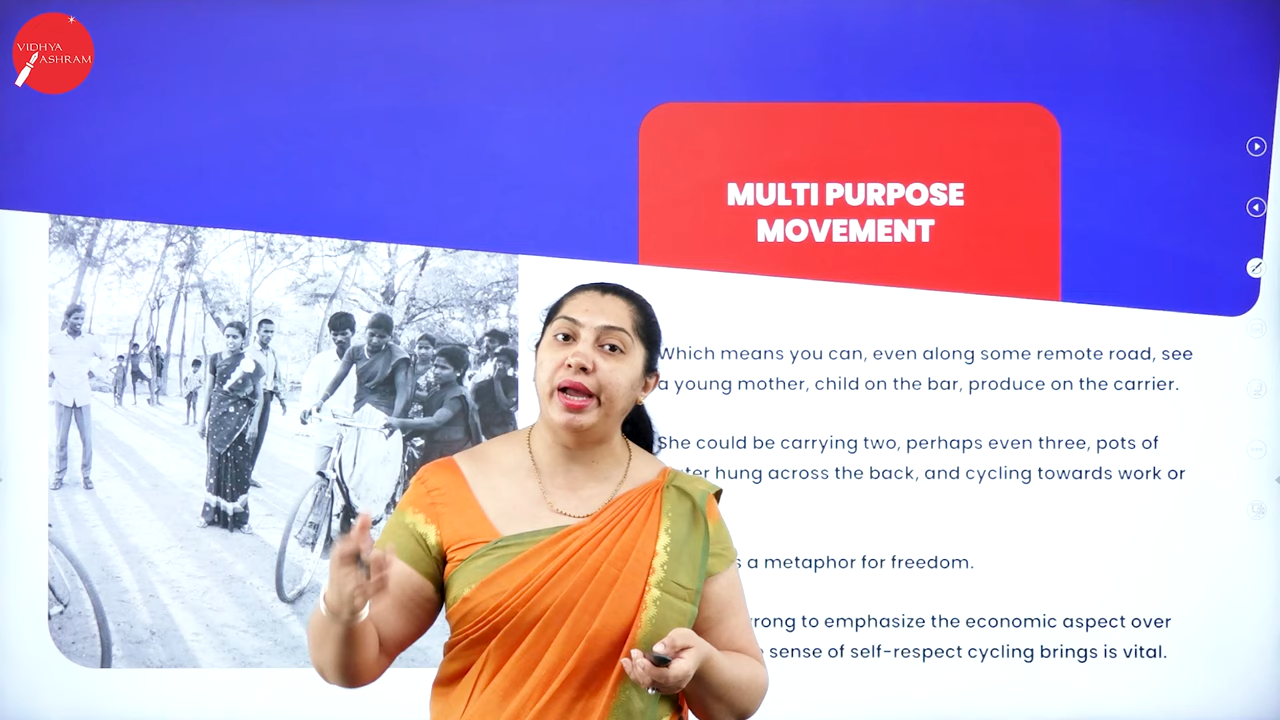 VIDHYA
ASHRAM
MULTI PURPOSE
MOVEMENT
Which means you can, even along some remote road, see
a young mother, child on the bar, produce on the carrier.
She could be carrying two, perhaps even three, pots of
hung across the back, and cycling towards work or
a metaphor for freedom.
to emphasize the economic aspect over
sense of self-respect cycling brings is vital.